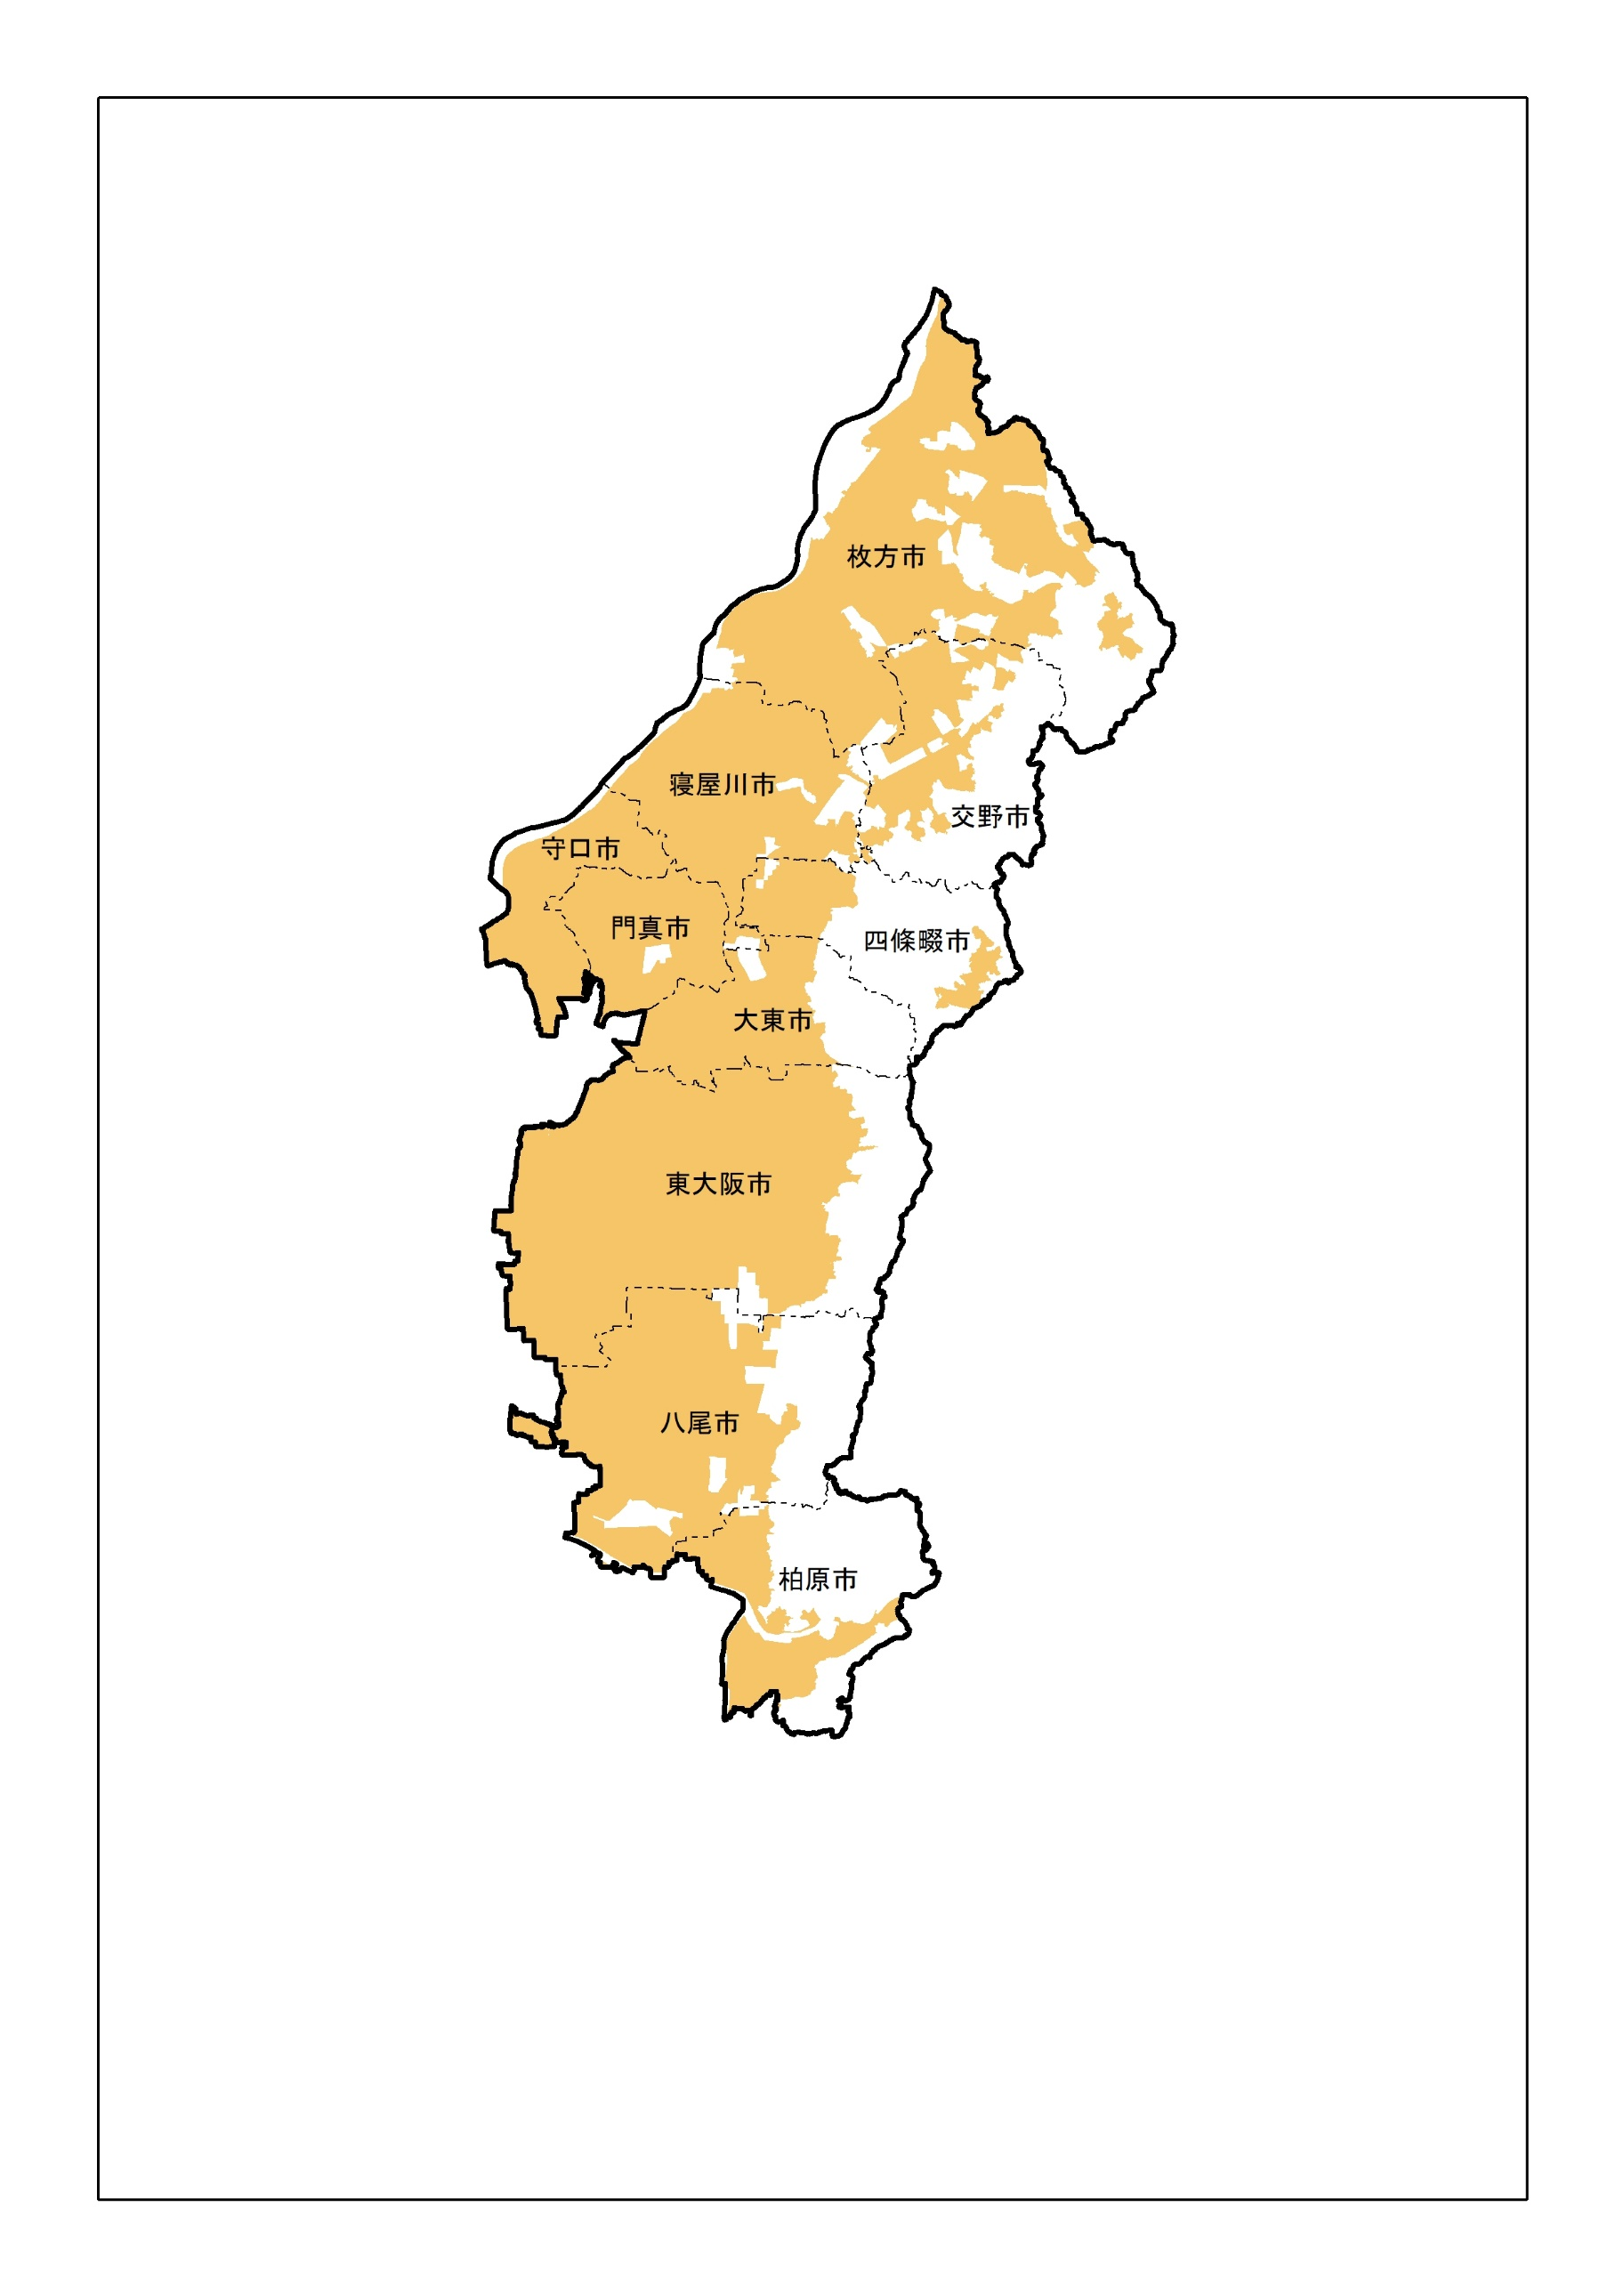 枚方市
寝屋川市
交野市
守口市
門真市
四條畷市
大東市
東大阪市
八尾市
柏原市